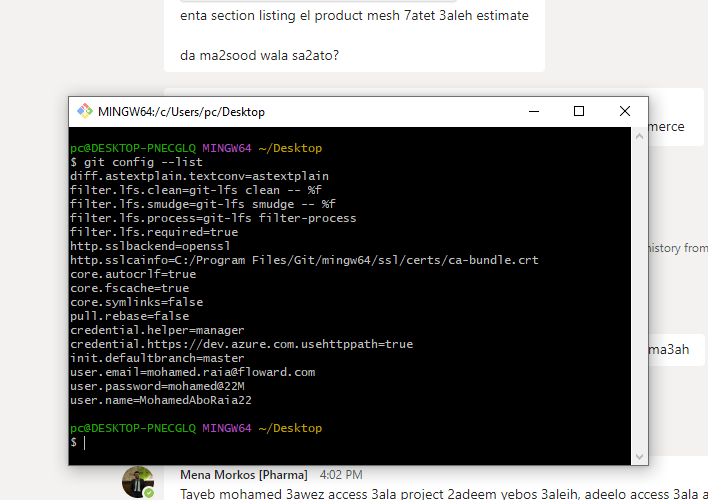 enta section listing el product mesh 7atet 3aleh estimate
da ma2sood wala sa2ato?
MINGW64:/c/Users/pc/Desktop
merce
pc@DESKTOP-PNECGLQ MINGW64 ~/Desktop
$ git config --list
diff.astextplain.textconv=astextplain
filter.lfs.clean=git-lfs clean -- %f
filter.lfs.smudge=git-lfs smudge -- %f
filter.lfs.process=git-lfs filter-process
filter.lfs.required=true
http.sslbackend=openssl
history from
http.sslcainfo=C:/Program Files/Git/mingw64/ssl/certs/ca-bundle.crt
core.autocrlf=true
core.fscache=true
core.symlinks=false
pull.rebase=false
credential.helper=manager
credential.https://dev.azure.com.usehttppath=true
ma3ah
init.defaultbranch=master
user.email=mohamed.raia@floward.com
user.password=mohamed@22M
user.name=MohamedAboRaia22
pc@DESKTOP-PNECGLQ MINGW64 ~/Desktop
$
Mena Morkos [Pharma] 4:02 PM
Tayeb mohamed 3awez access 3ala project 2adeem yebos 3aleih, adeelo access 3ala a